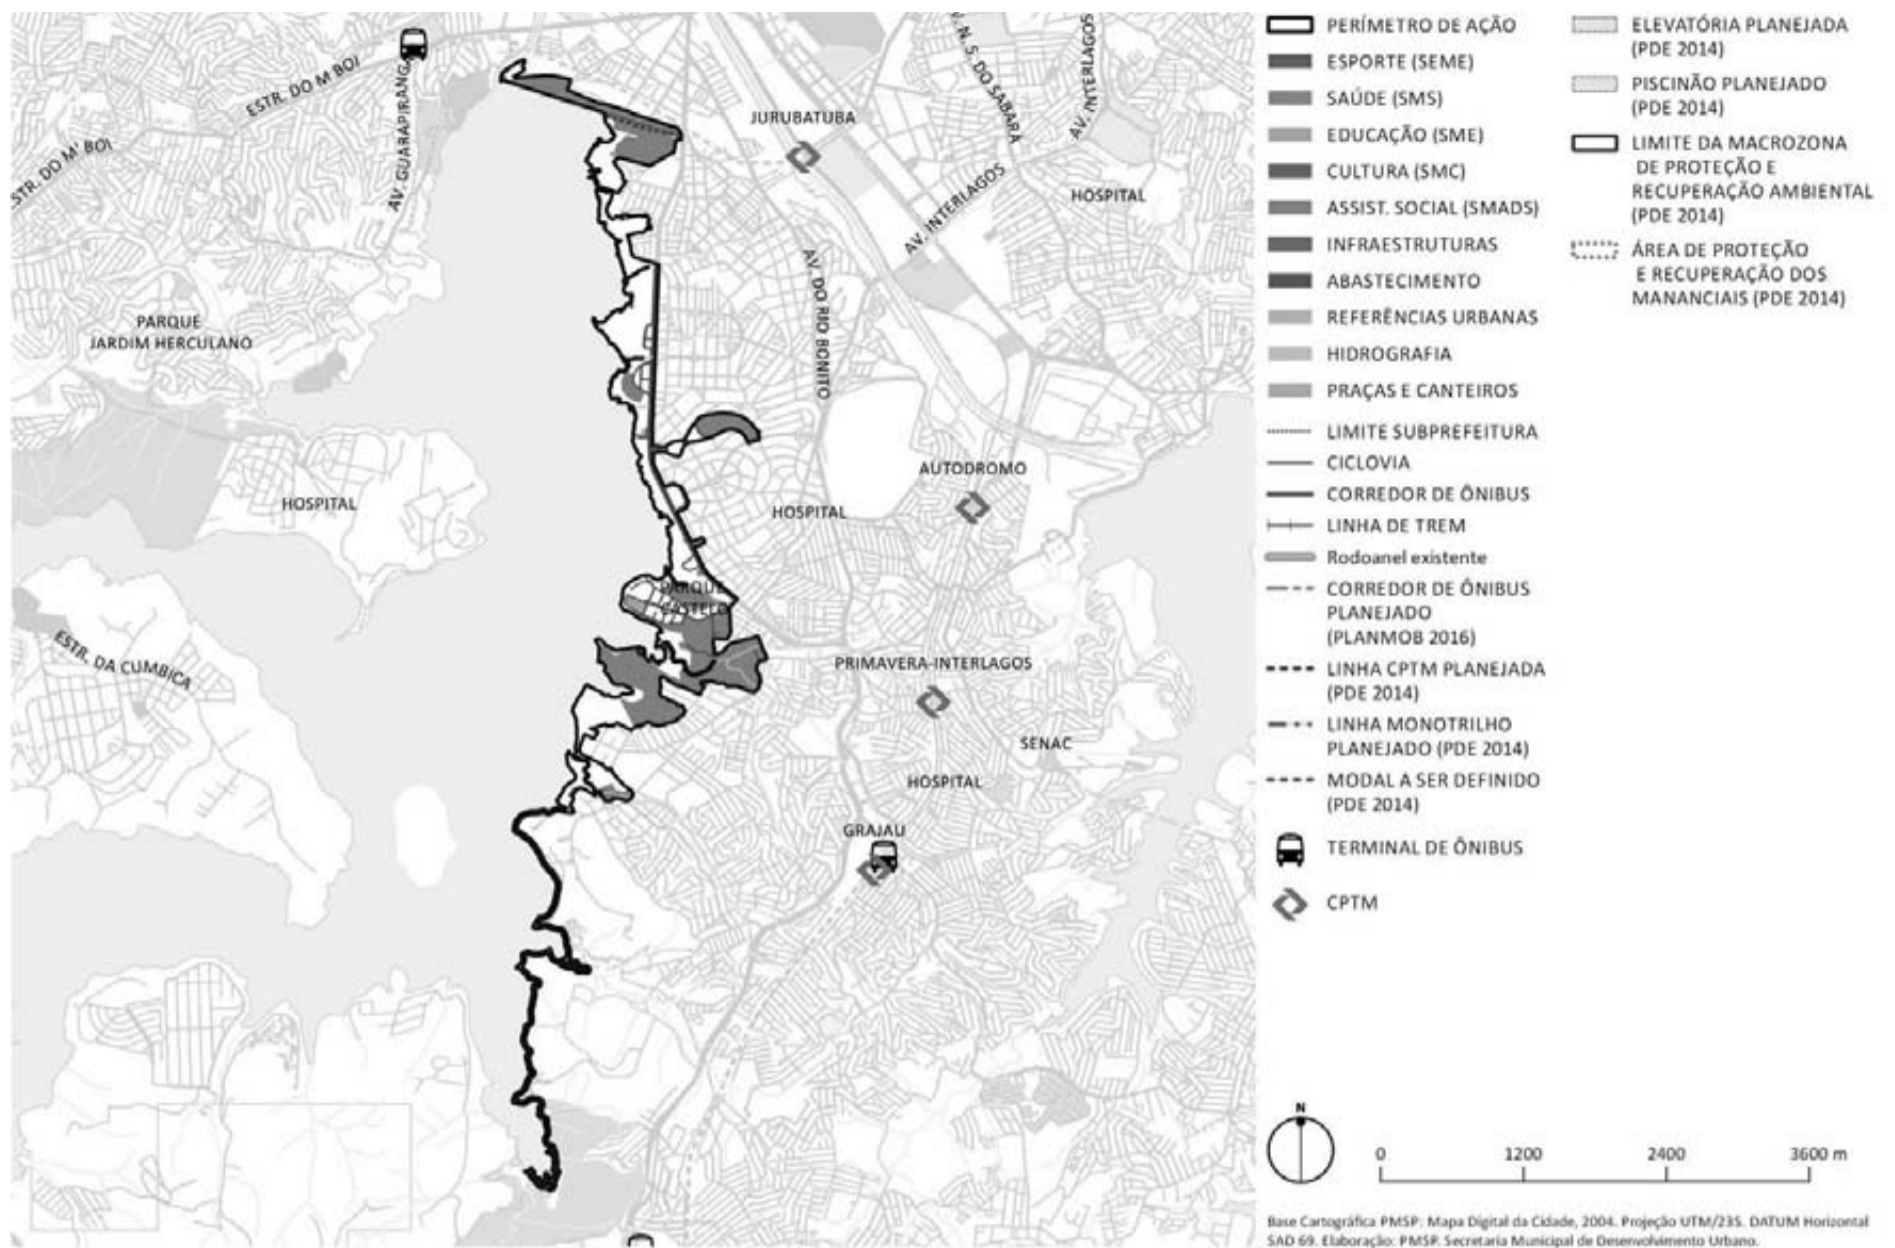 ESTR. DO M BOI
ESTR. DO M' BOI
AV. GUARAPIRANGA
JURUBATUBA
AV. N. S. DO SABARÁ
AV. INTERLAGOS
AV. INTERLAGOS
HOSPITAL
AV. DO RIO BONITO
PARQUE
JARDIM HERCULANO
HOSPITAL
AUTODROMO
HOSPITAL
PARQUE
CASTELO
ESTR. DA CUMBICA
PRIMAVERA-INTERLAGOS
SENAC
HOSPITAL
GRAJAU
PERÍMETRO DE AÇÃO
ESPORTE (SEME)
SAÚDE (SMS)
EDUCAÇÃO (SME)
CULTURA (SMC)
ASSIST. SOCIAL (SMADS)
INFRAESTRUTURAS
ABASTECIMENTO
REFERÊNCIAS URBANAS
HIDROGRAFIA
PRAÇAS E CANTEIROS
LIMITE SUBPREFEITURA
CICLOVIA
CORREDOR DE ÔNIBUS
LINHA DE TREM
Rodoanel existente
CORREDOR DE ÔNIBUS
PLANEJADO
(PLANMOB 2016)
LINHA CPTM PLANEJADA
(PDE 2014)
LINHA MONOTRILHO
PLANEJADO (PDE 2014)
MODAL A SER DEFINIDO
(PDE 2014)
TERMINAL DE ÔNIBUS
CPTM
ELEVATÓRIA PLANEJADA
(PDE 2014)
PISCINÃO PLANEJADO
(PDE 2014)
LIMITE DA MACROZONA
DE PROTEÇÃO E
RECUPERAÇÃO AMBIENTAL
(PDE 2014)
ÁREA DE PROTEÇÃO
E RECUPERAÇÃO DOS
MANANCIAIS (PDE 2014)
N
0 1200 2400 3600 m
Base Cartográfica PMSP: Mapa Digital da Cidade, 2004. Projeção UTM/23S. DATUM Horizontal
SAD 69. Elaboração: PMSP. Secretaria Municipal de Desenvolvimento Urbano.